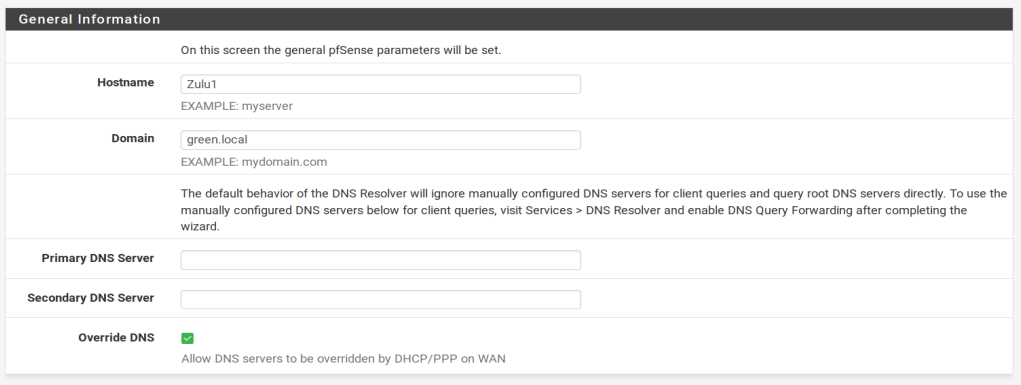 General Information
On this screen the general pfSense parameters will be set.
Hostname
Zulu1
EXAMPLE: myserver
Domain
green.local
EXAMPLE: mydomain.com
The default behavior of the DNS Resolver will ignore manually configured DNS servers for client queries and query root DNS servers directly. To use the
manually configured DNS servers below for client queries, visit Services > DNS Resolver and enable DNS Query Forwarding after completing the
wizard.
Primary DNS Server
Secondary DNS Server
Override DNS
Allow DNS servers to be overridden by DHCP/PPP on WAN